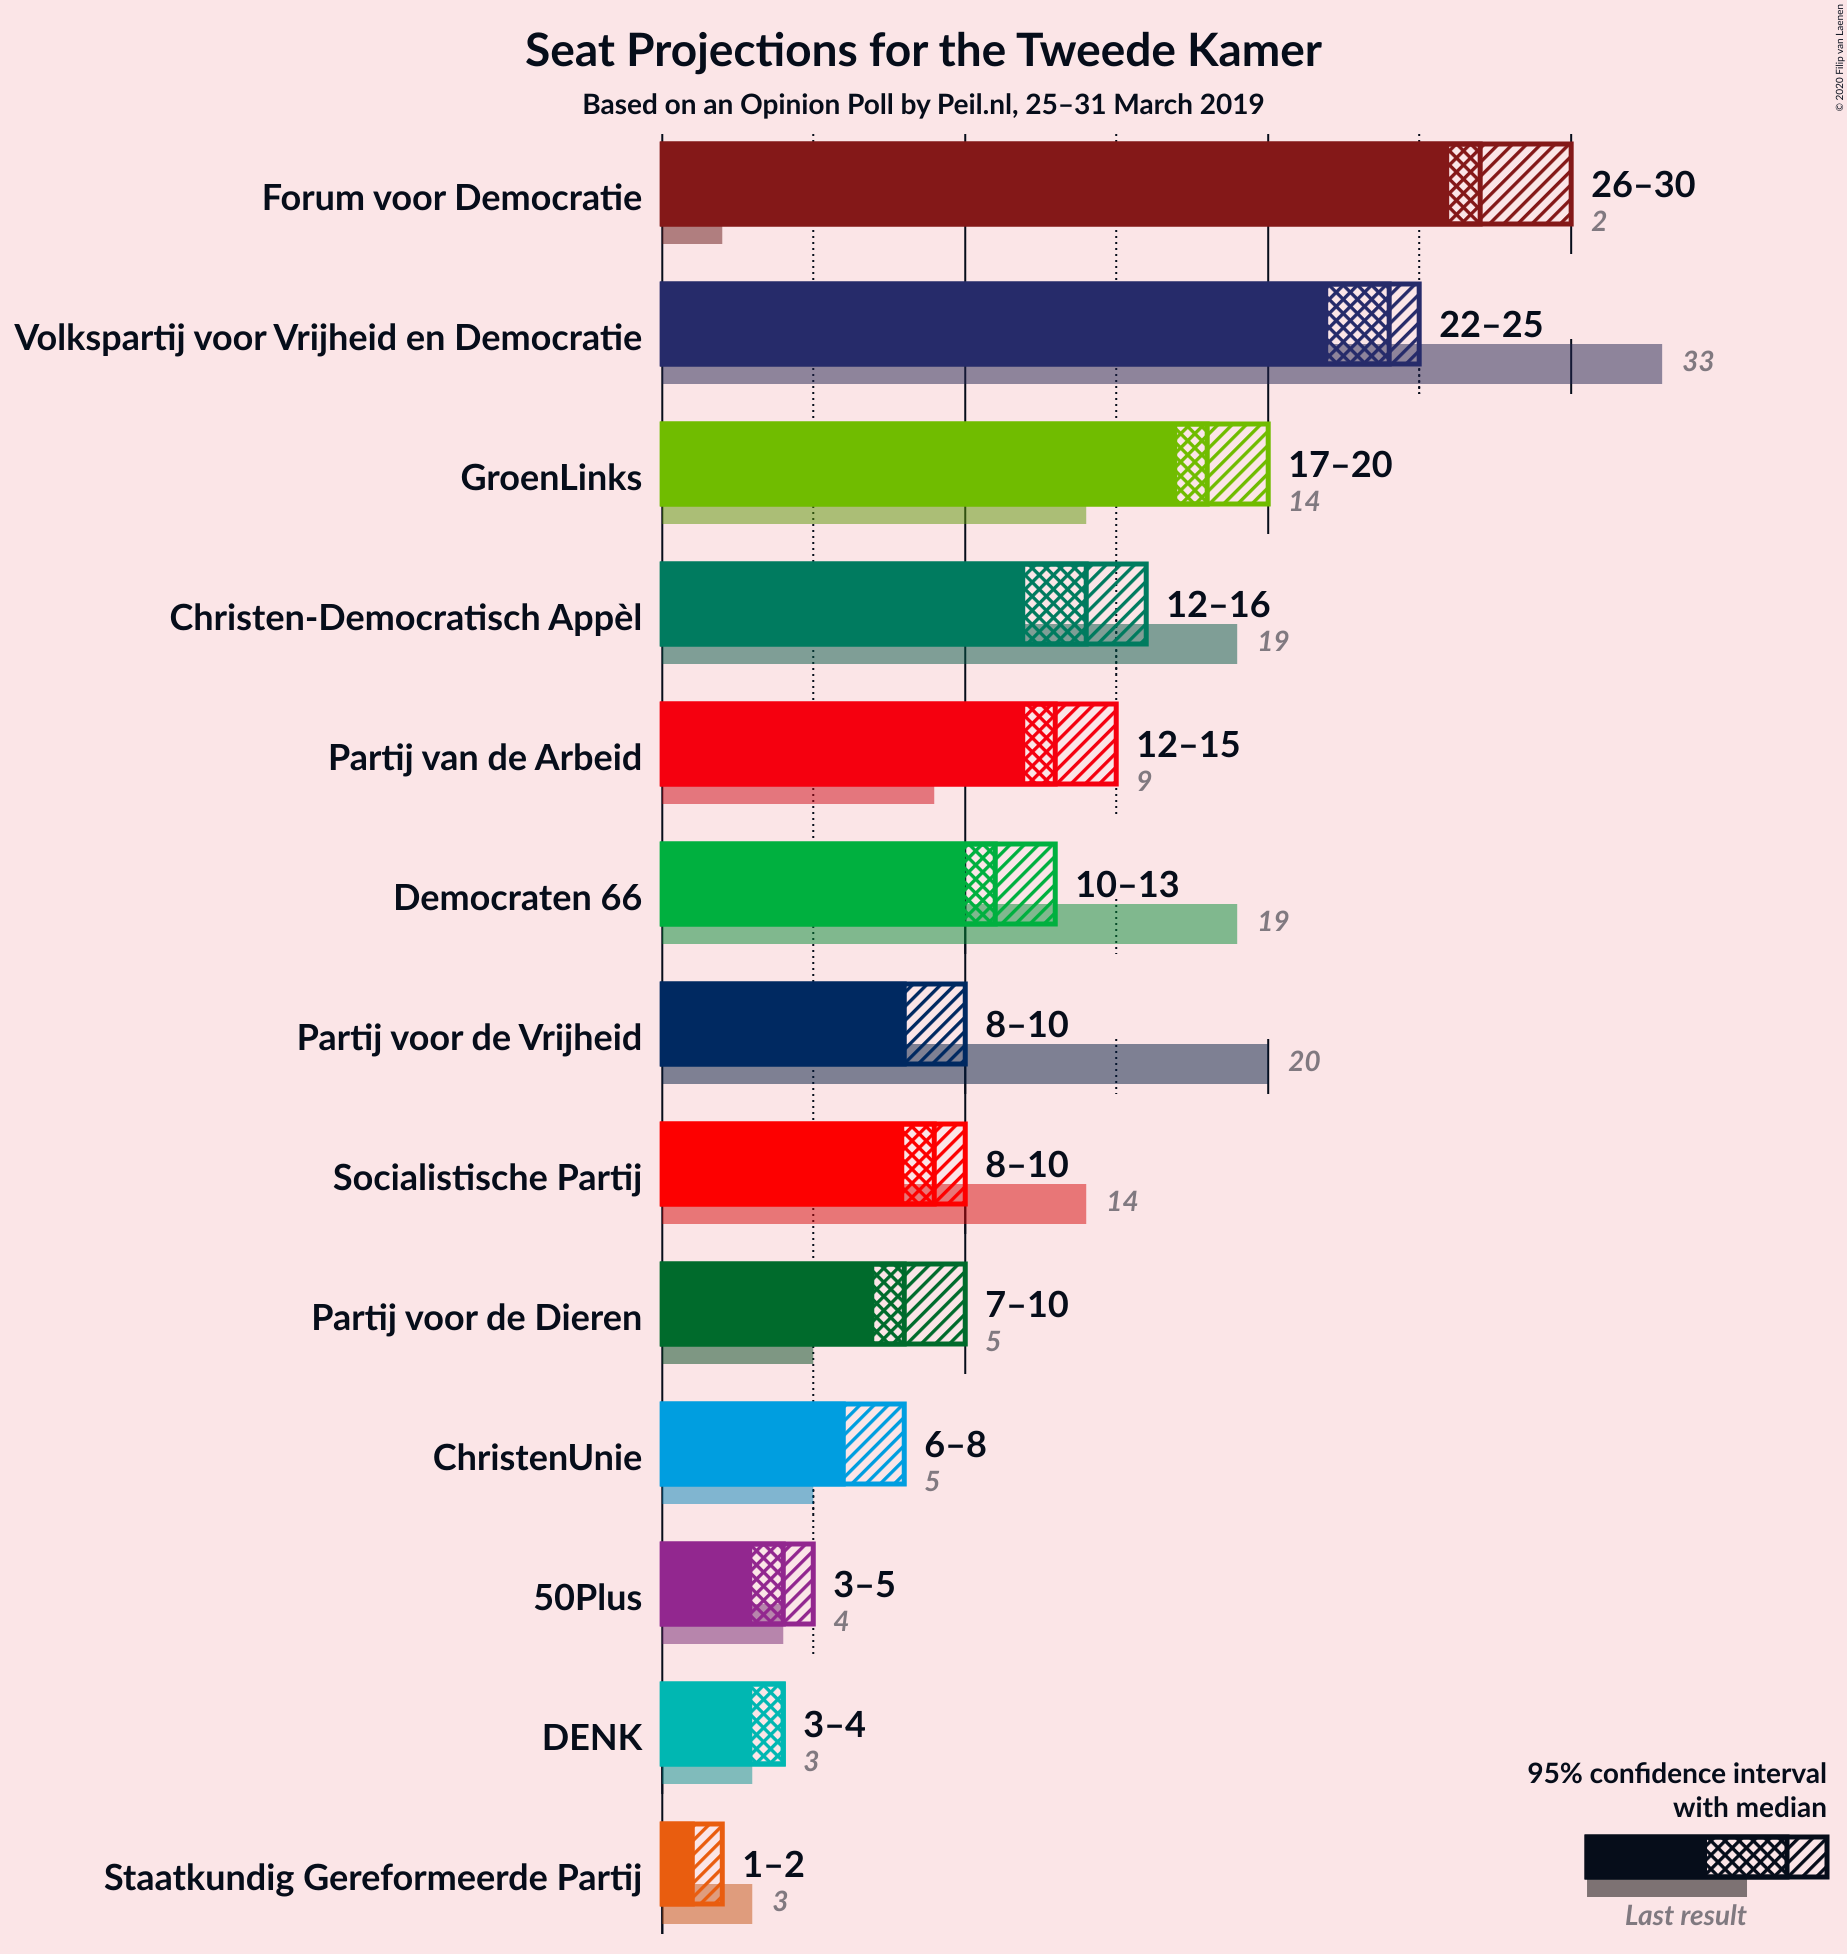 Seat Projections for the Tweede Kamer
Based on an Opinion Poll by Peil.nl, 25–31 March 2019
© 2020 Filip van Laenen
Forum voor Democratie
26–30
2
Volkspartij voor Vrijheid en Democratie
22–25
33
GroenLinks
17–20
14
Christen-Democratisch Appèl
12–16
19
Partij van de Arbeid
12–15
9
Democraten 66
10–13
19
Partij voor de Vrijheid
8–10
20
Socialistische Partij
8–10
14
Partij voor de Dieren
7–10
5
ChristenUnie
6–8
5
50Plus
3–5
4
DENK
3–4
3
Staatkundig Gereformeerde Partij
1–2
3
95% confidence interval
with median
Last result